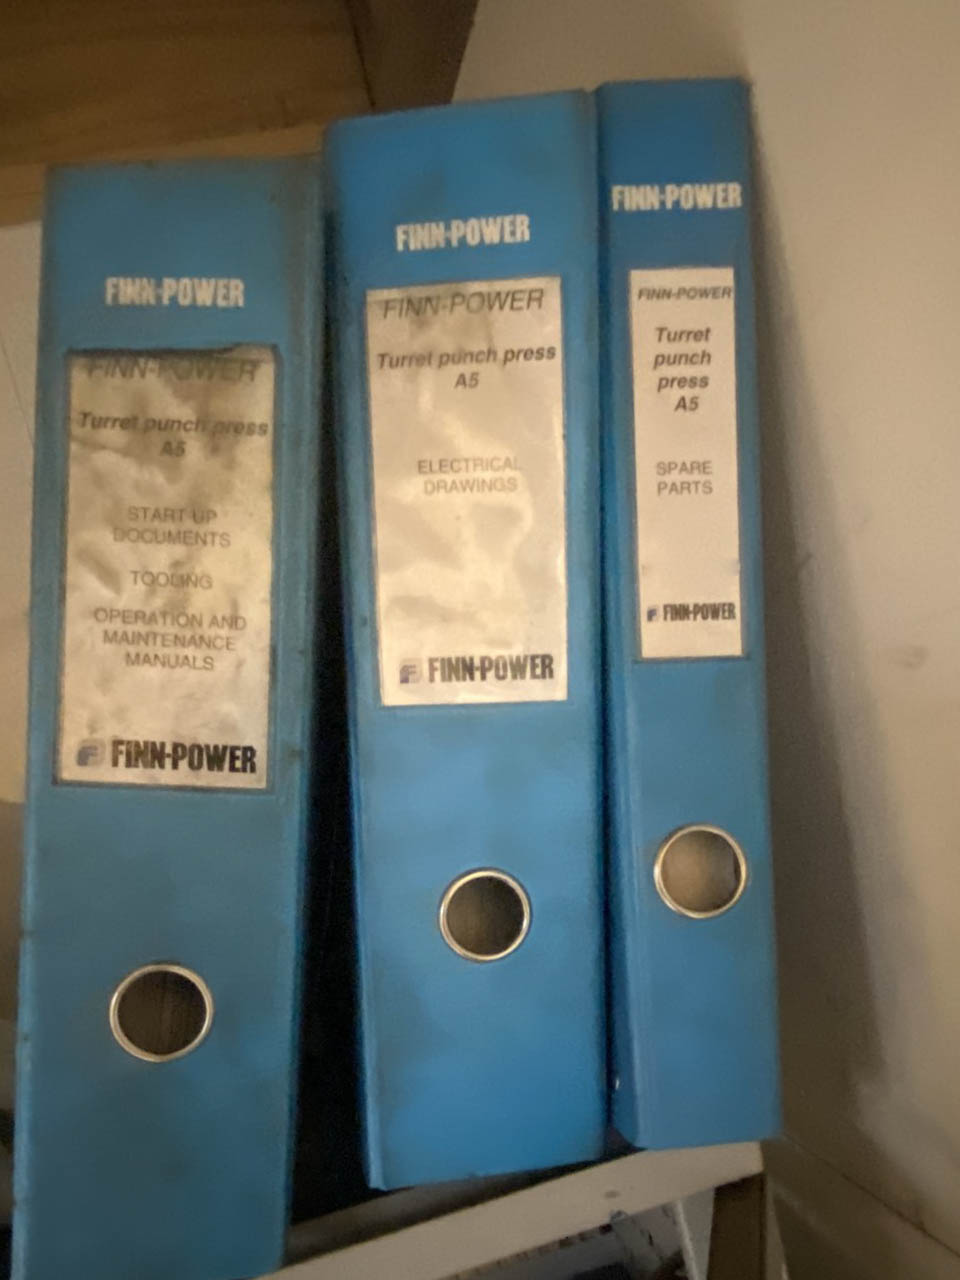 FINN-POWER
FINN-POWER
Turret punch press
A5
START UP
DOCUMENTS
TOOLING
OPERATION AND
MAINTENANCE
MANUALS
FINN-POWER
FINN-POWER
FINN-POWER
Turret punch press
A5
ELECTRICAL
DRAWINGS
FINN-POWER
FINN-POWER
FINN-POWER
Turret
punch
press
A5
SPARE
PARTS
FINN-POWER